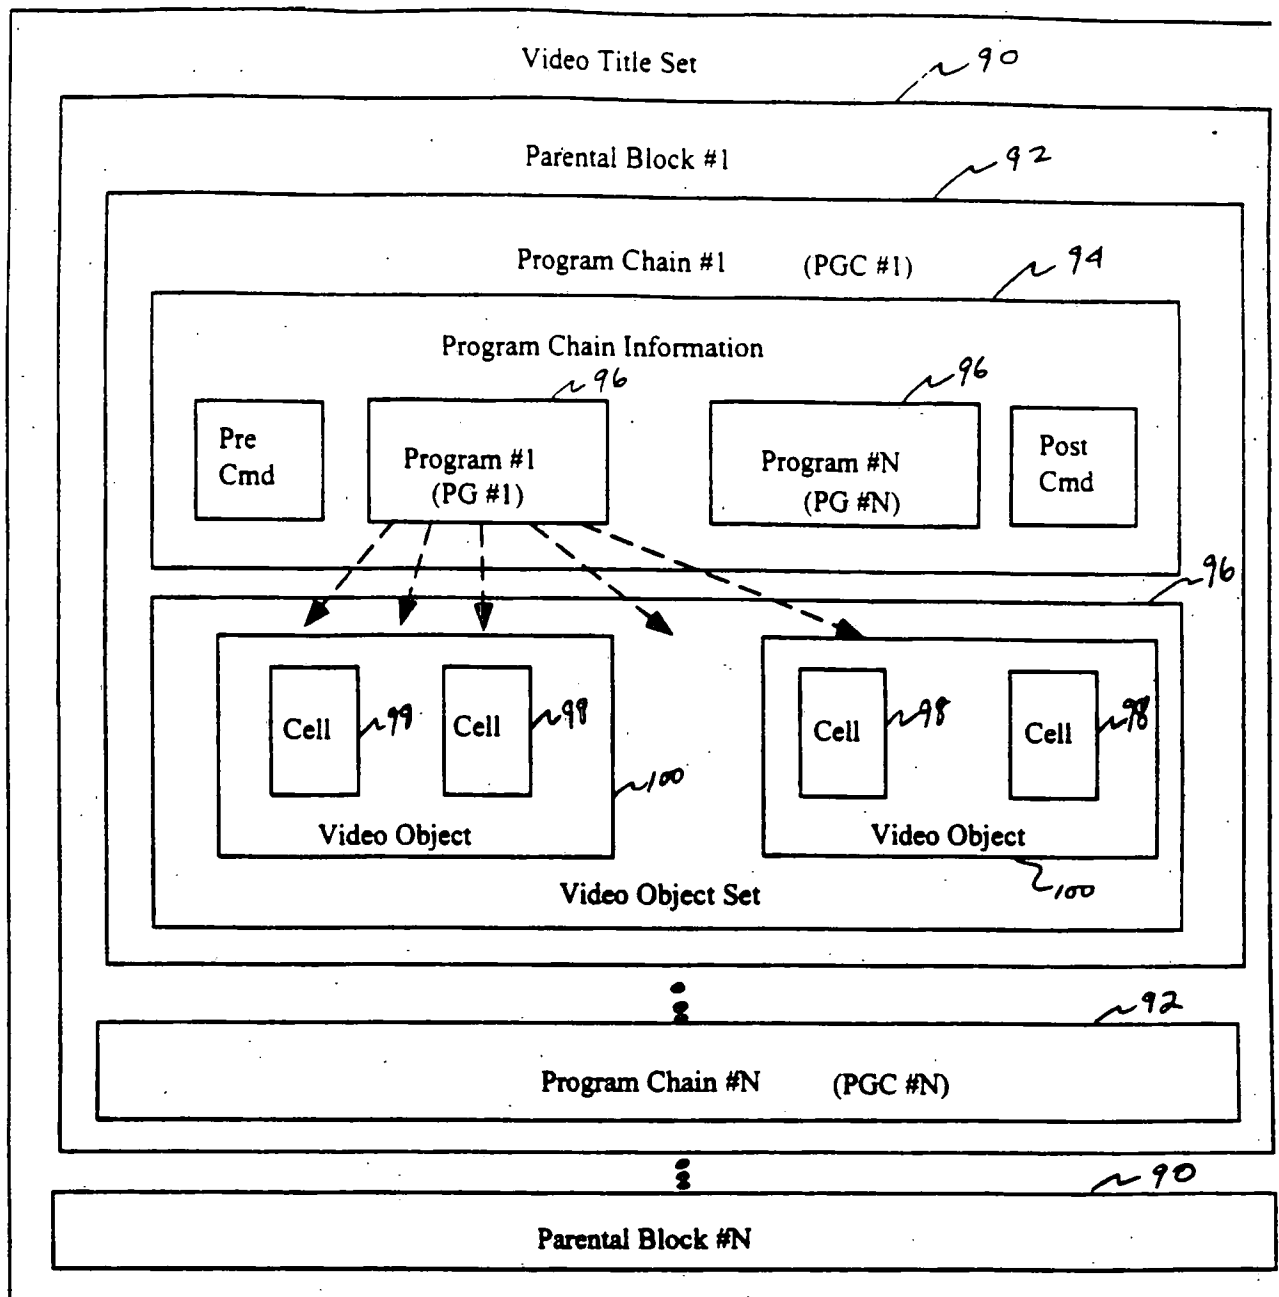 Video Title Set
90
Parental Block #1
92
Program Chain #1 (PGC #1)
94
Program Chain Information
96
96
Pre
Cmd
Program #1
(PG #1)
Program #N
(PG #N)
Post
Cmd
96
Cell
98
Cell
98
Cell
98
Cell
98
100
Video Object
Video Object
100
Video Object Set
92
Program Chain #N (PGC #N)
90
Parental Block #N